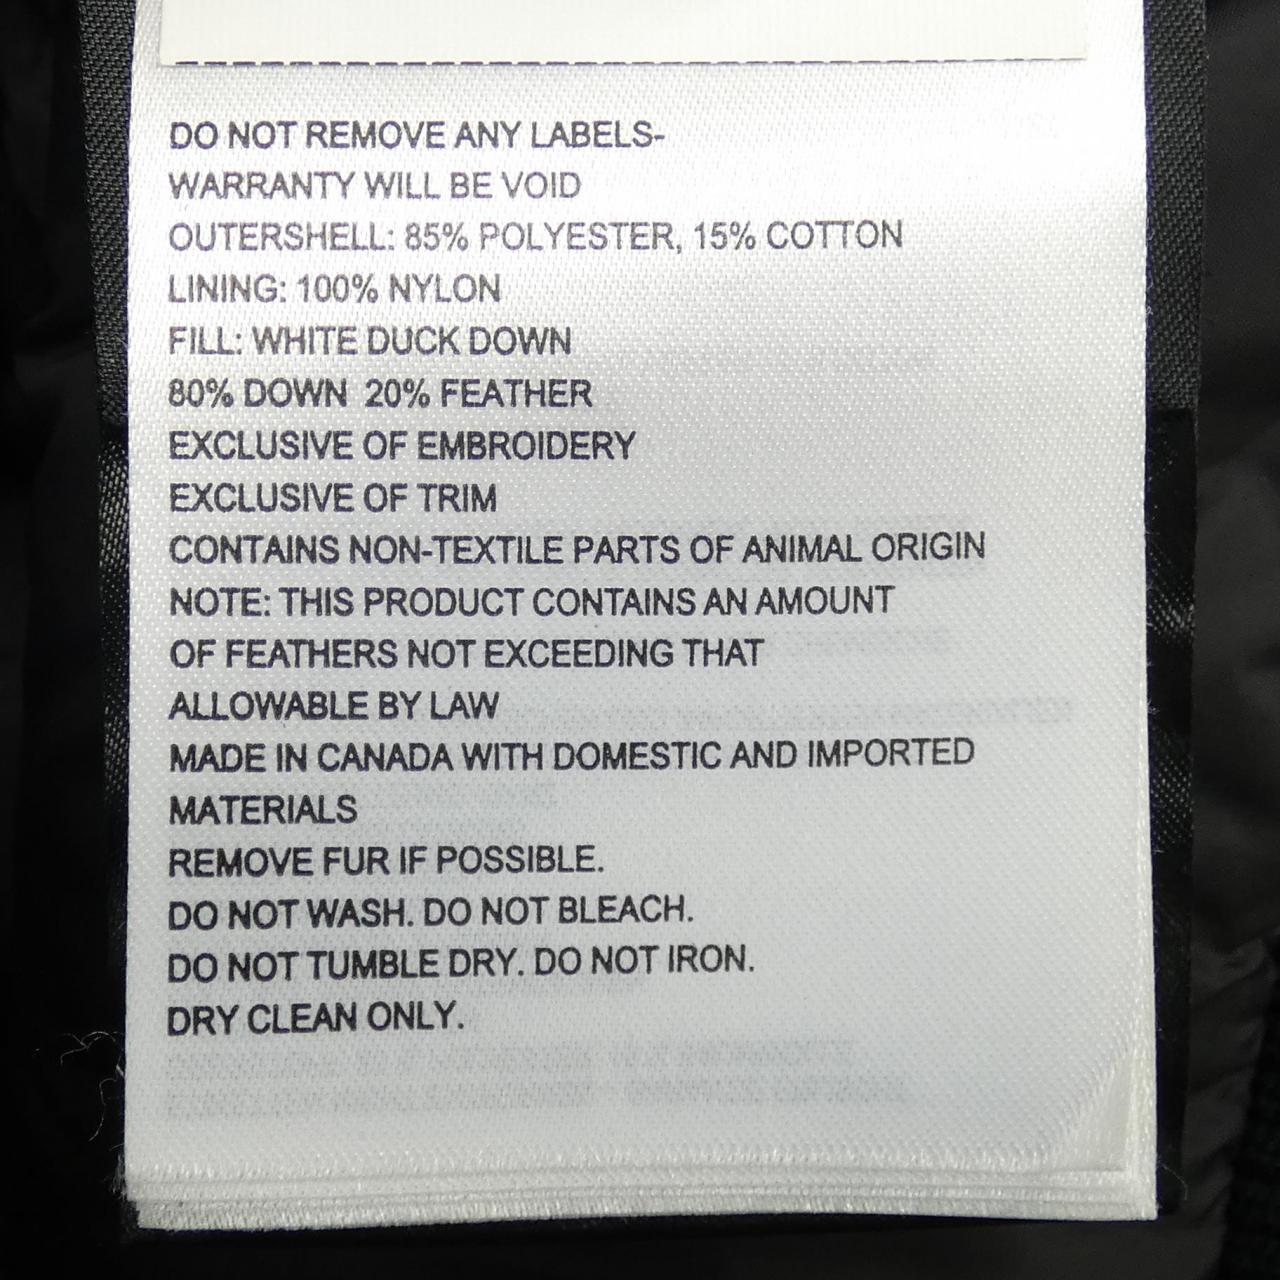 DO NOT REMOVE ANY LABELS-
WARRANTY WILL BE VOID
OUTERSHELL: 85% POLYESTER, 15% COTTON
LINING: 100% NYLON
FILL: WHITE DUCK DOWN
80% DOWN 20% FEATHER
EXCLUSIVE OF EMBROIDERY
EXCLUSIVE OF TRIM
CONTAINS NON-TEXTILE PARTS OF ANIMAL ORIGIN
NOTE: THIS PRODUCT CONTAINS AN AMOUNT
OF FEATHERS NOT EXCEEDING THAT
ALLOWABLE BY LAW
MADE IN CANADA WITH DOMESTIC AND IMPORTED
MATERIALS
REMOVE FUR IF POSSIBLE.
DO NOT WASH. DO NOT BLEACH.
DO NOT TUMBLE DRY. DO NOT IRON.
DRY CLEAN ONLY.